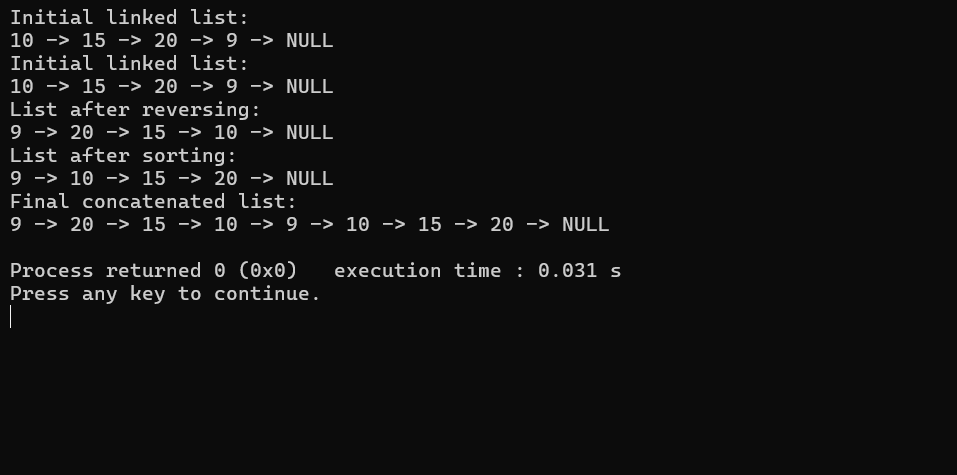 Initial linked list:
10 -> 15 -> 20 -> 9 -> NULL
Initial linked list:
10 -> 15 -> 20 -> 9 -> NULL
List after reversing:
9 -> 20 -> 15 -> 10 -> NULL
List after sorting:
9 -> 10 -> 15 -> 20 -> NULL
Final concatenated list:
9 -> 20 -> 15 -> 10 -> 9 -> 10 -> 15 -> 20 -> NULL

Process returned 0 (0x0)   execution time : 0.031 s
Press any key to continue.